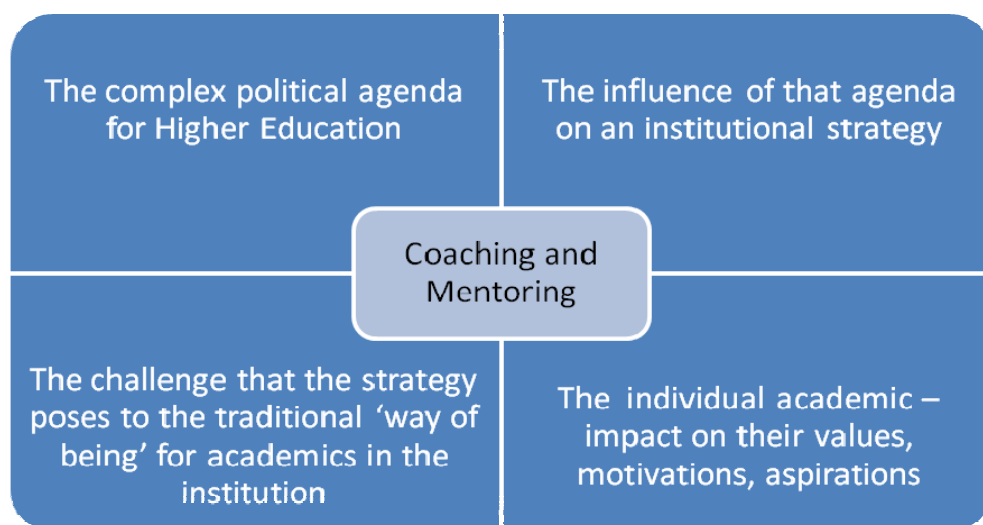 The complex political agenda
for Higher Education
The influence of that agenda
on an institutional strategy
Coaching and
Mentoring
The challenge that the strategy
poses to the traditional ‘way of
being’ for academics in the
institution
The individual academic –
impact on their values,
motivations, aspirations